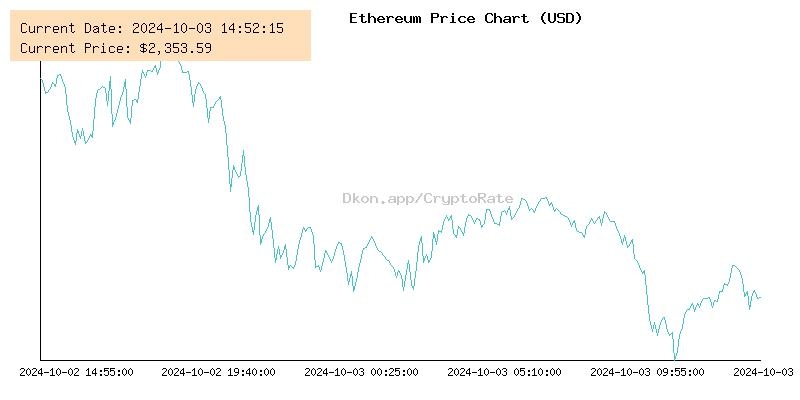 Ethereum Price Chart (USD)
Current Date: 2024-10-03 14:52:15
Current Price: $2,353.59
Dkon.app/CryptoRate
2024-10-02 14:55:00
2024-10-02 19:40:00
2024-10-03 00:25:00
2024-10-03 05:10:00
2024-10-03 09:55:00
2024-10-03